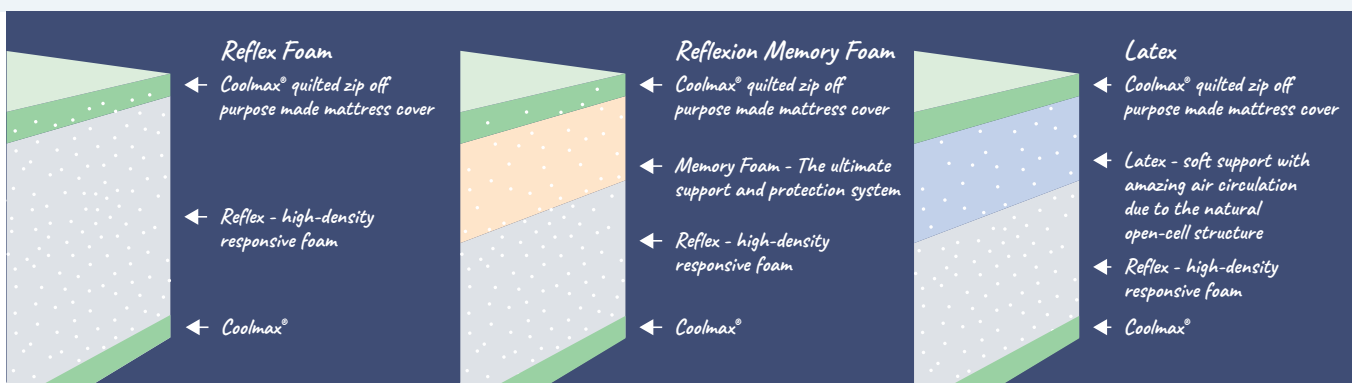 Reflex Foam
Coolmax® quilted zip off
purpose made mattress cover
Reflex - high-density
responsive foam
Coolmax®
Reflexion Memory Foam
Coolmax® quilted zip off
purpose made mattress cover
Memory Foam - The ultimate
support and protection system
Reflex - high-density
responsive foam
Coolmax®
Latex
Coolmax® quilted zip off
purpose made mattress cover
Latex - soft support with
amazing air circulation
due to the natural
open-cell structure
Reflex - high-density
responsive foam
Coolmax®